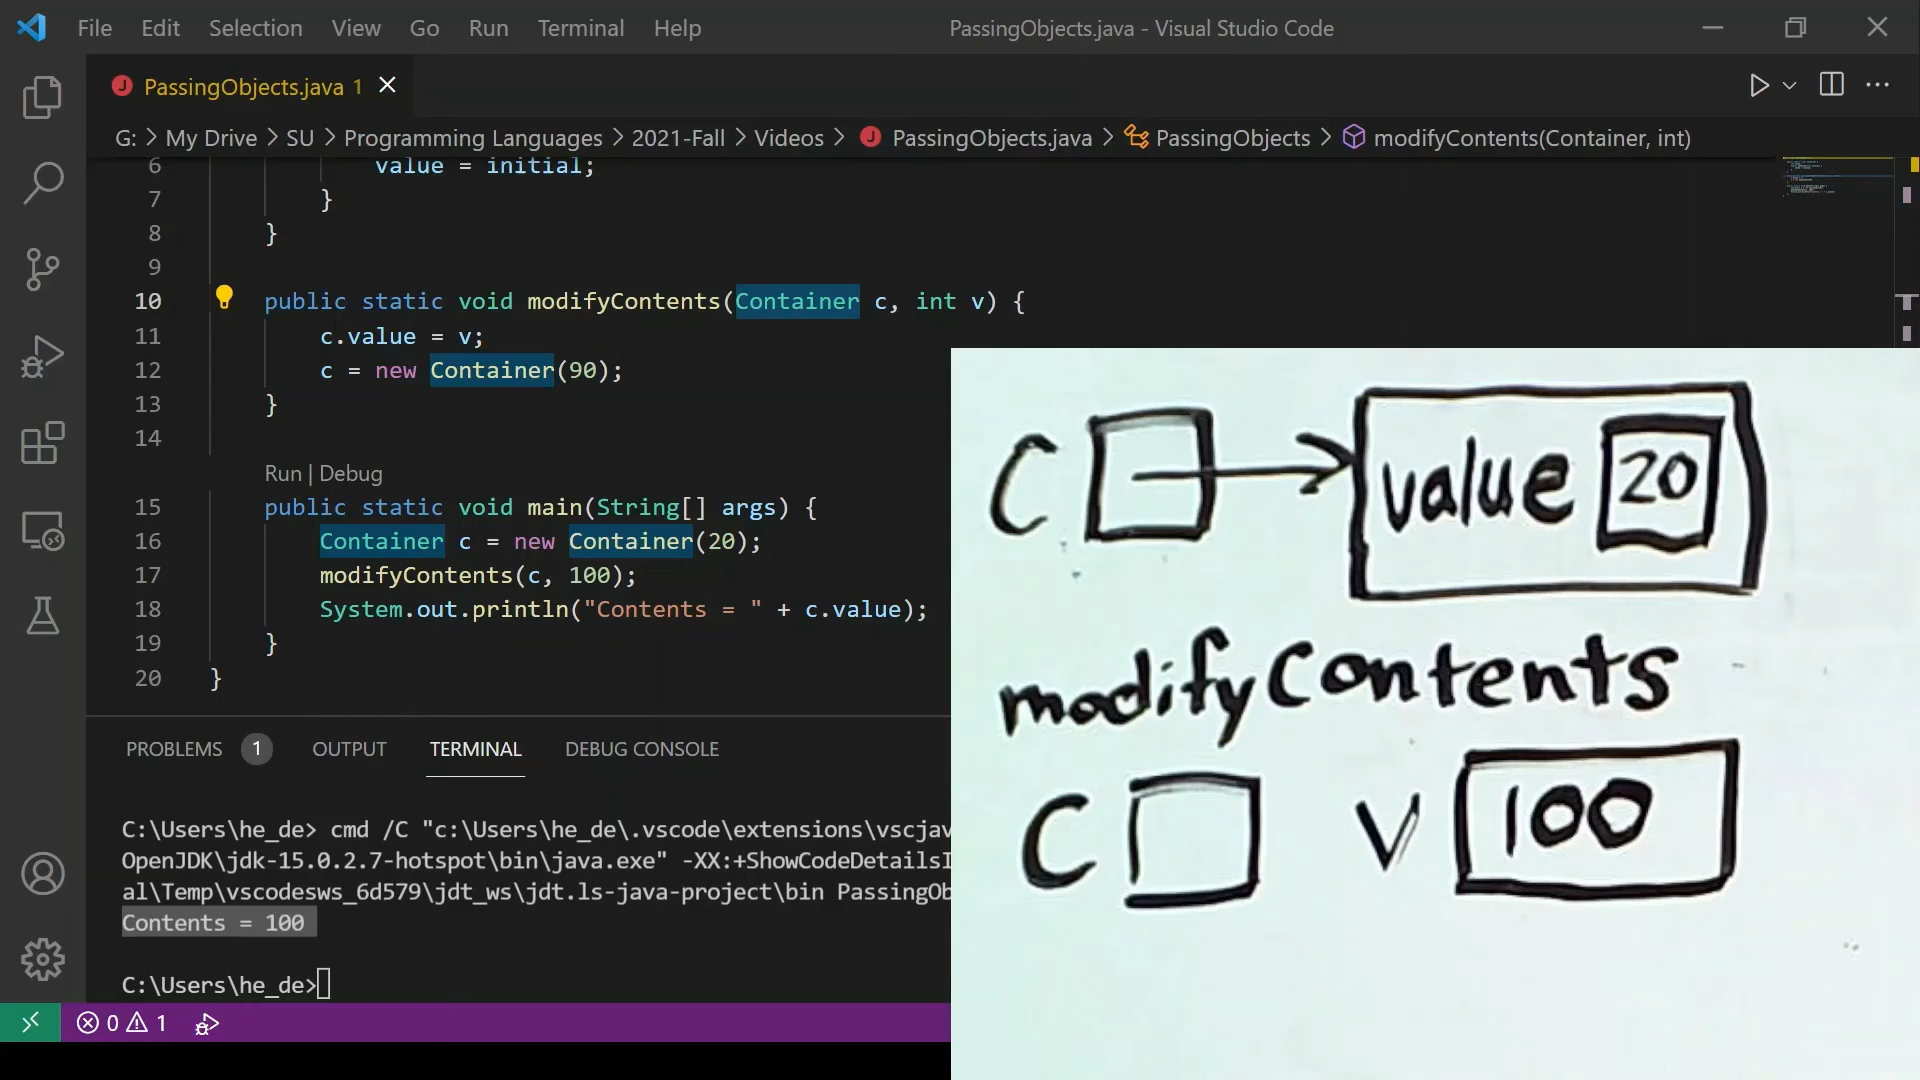 File Edit Selection View Go Run Terminal Help PassingObjects.java - Visual Studio Code
PassingObjects.java 1
G: > My Drive > SU > Programming Languages > 2021-Fall > Videos > PassingObjects.java > PassingObjects > modifyContents(Container, int)
6 value = initial;
7 }
8 }
9
10 public static void modifyContents(Container c, int v) {
11 c.value = v;
12 c = new Container(90);
13 }
14
Run | Debug
15 public static void main(String[] args) {
16 Container c = new Container(20);
17 modifyContents(c, 100);
18 System.out.println("Contents = " + c.value);
19 }
20 }
PROBLEMS 1 OUTPUT TERMINAL DEBUG CONSOLE
C:\Users\he_de> cmd /C "c:\Users\he_de\.vscode\extensions\vscjav
OpenJDK\jdk-15.0.2.7-hotspot\bin\java.exe" -XX:+ShowCodeDetailsI
al\Temp\vscodesws_6d579\jdt_ws\jdt.ls-java-project\bin PassingOb
Contents = 100
C:\Users\he_de>
0 1
C value 20
modifyContents
C V 100